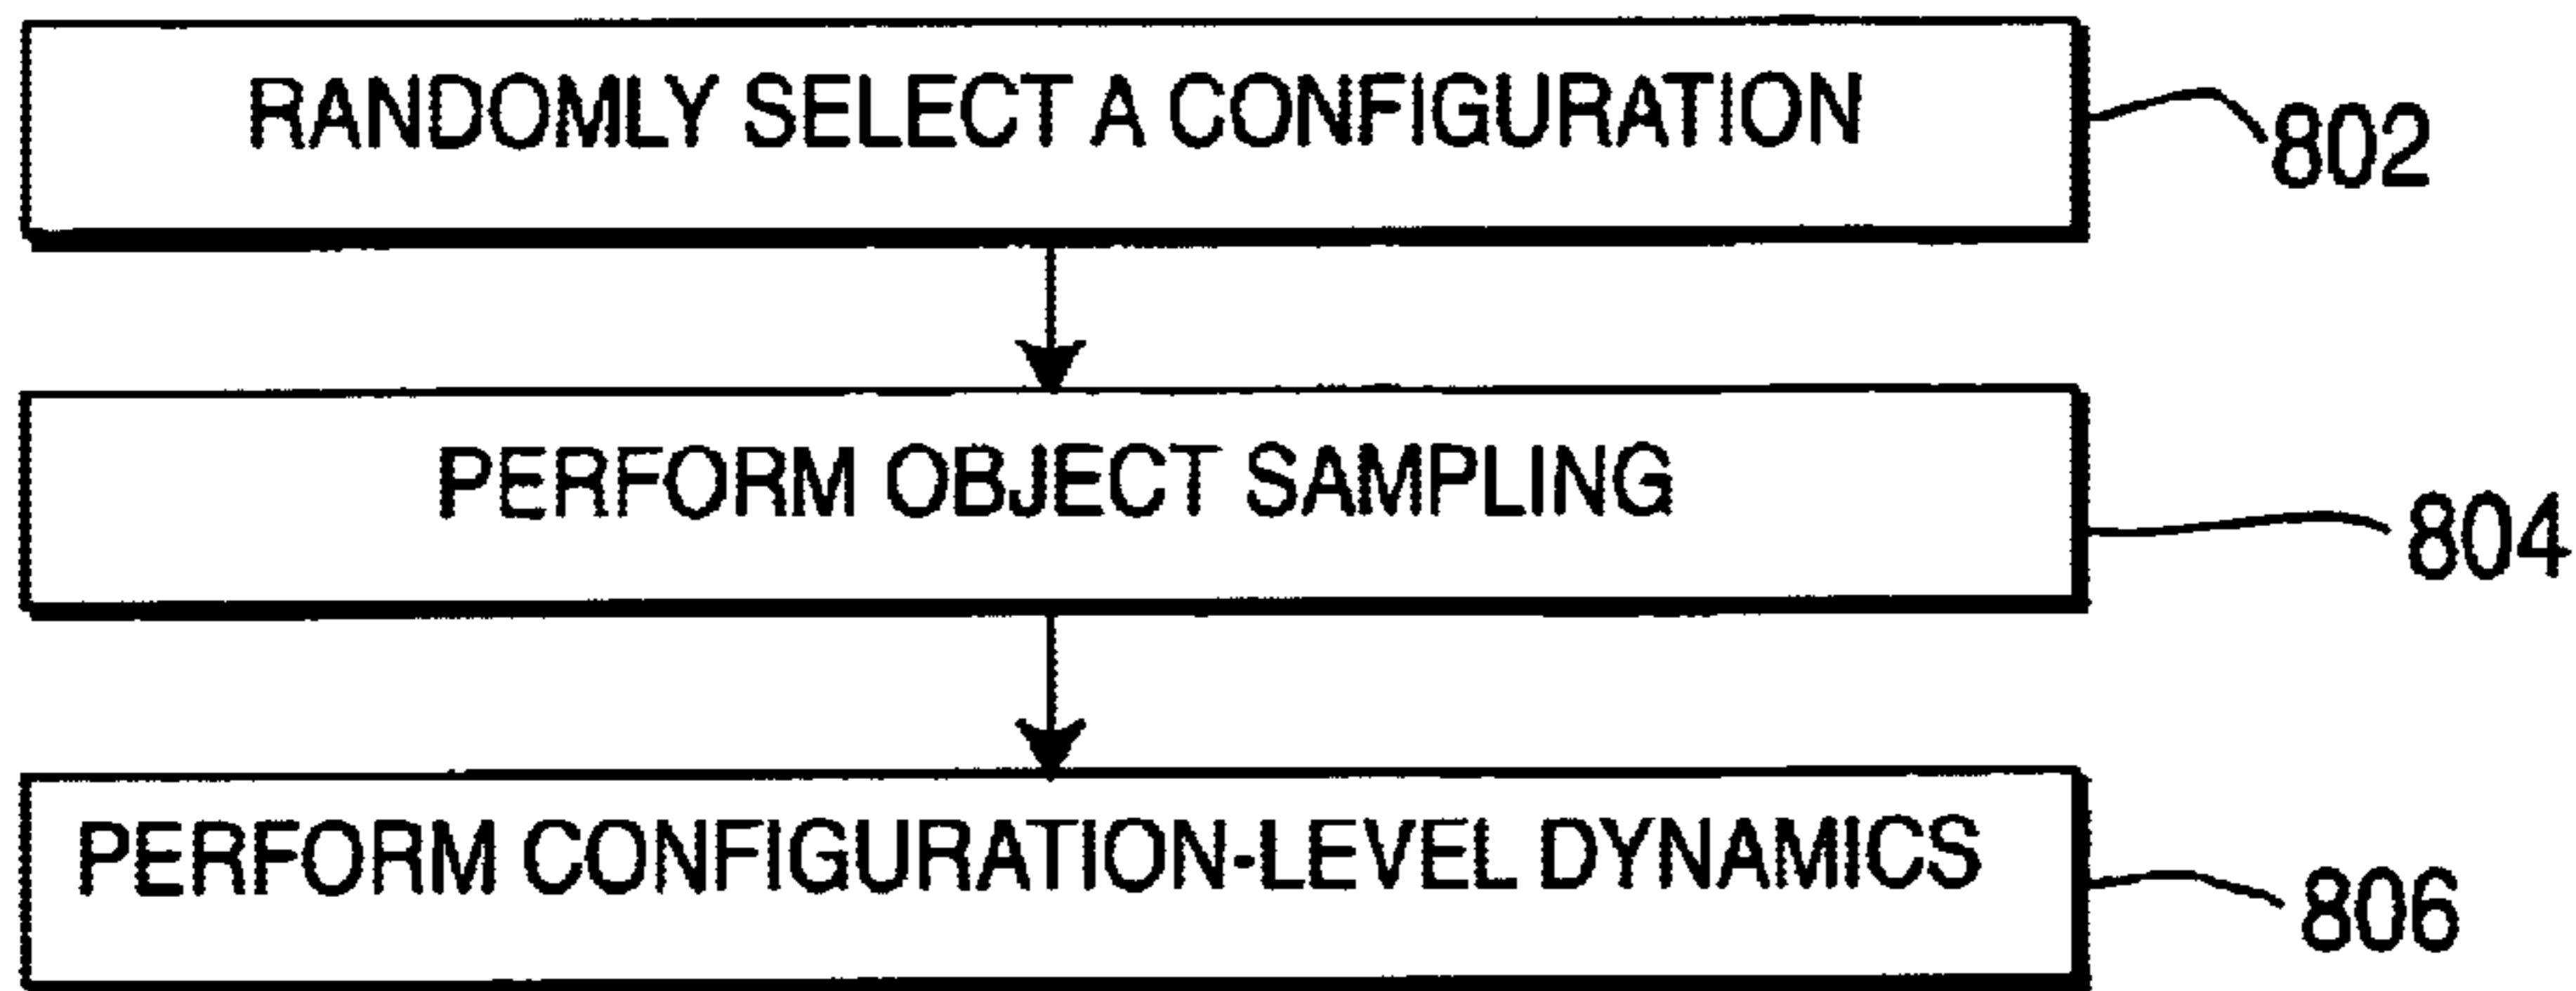 RANDOMLY SELECT A CONFIGURATION
802
PERFORM OBJECT SAMPLING
804
PERFORM CONFIGURATION-LEVEL DYNAMICS
806